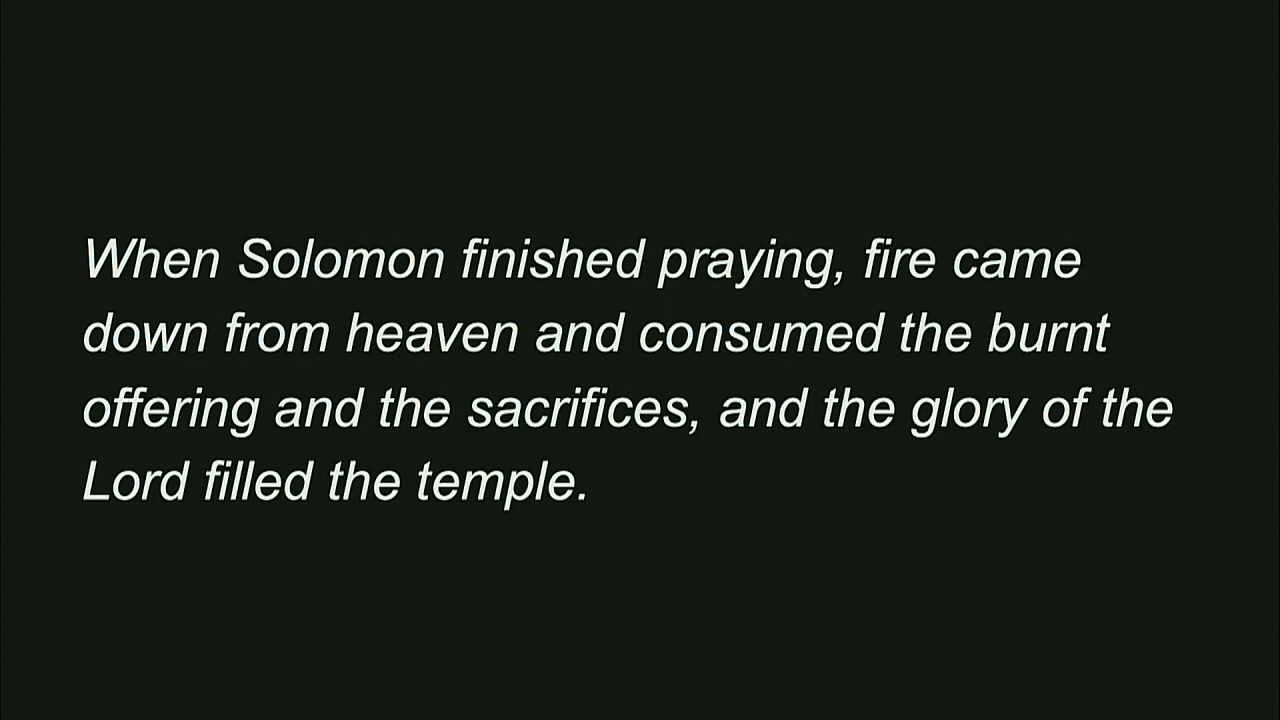 When Solomon finished praying, fire came
down from heaven and consumed the burnt
offering and the sacrifices, and the glory of the
Lord filled the temple.